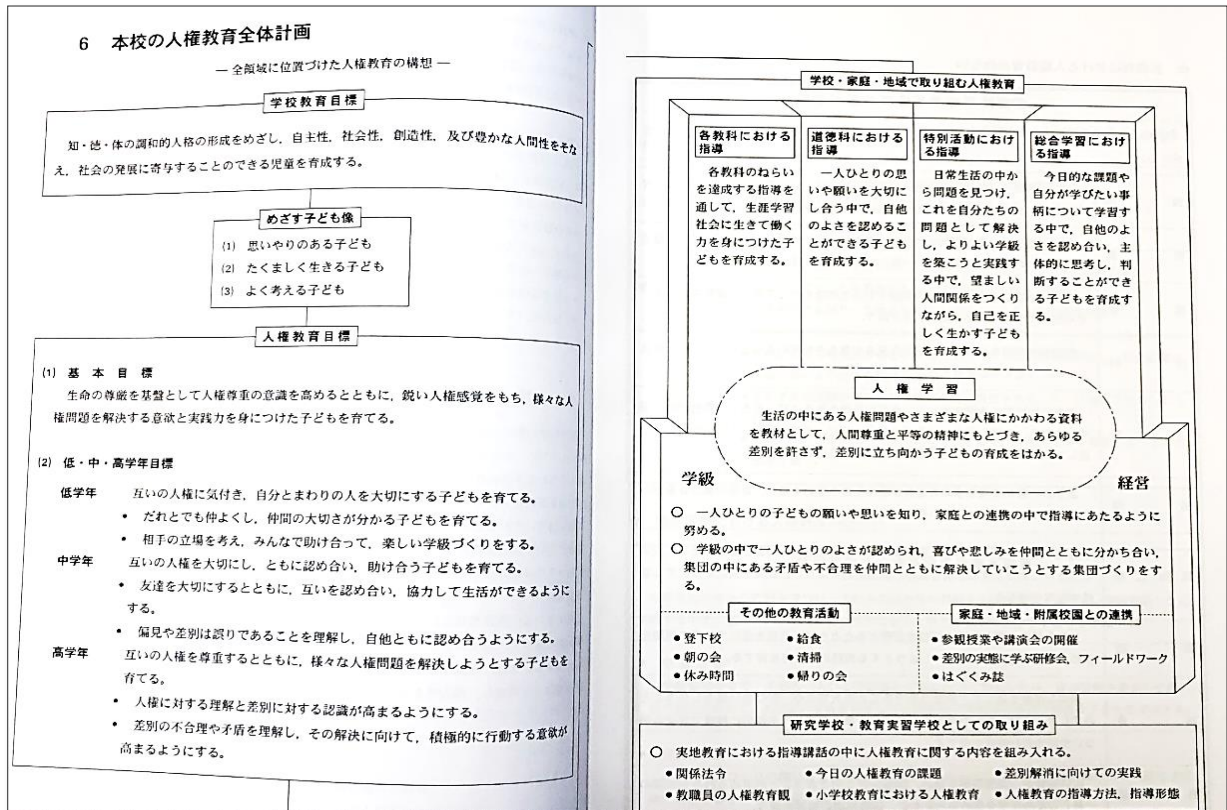 6 本校の人権教育全体計画
― 全領域に位置づけた人権教育の構想 ―
学校教育目標
知・徳・体の調和的人格の形成をめざし，自主性，社会性，創造性，及び豊かな人間性をそな
え，社会の発展に寄与することのできる児童を育成する。
めざす子ども像
(1) 思いやりのある子ども
(2) たくましく生きる子ども
(3) よく考える子ども
人権教育目標
(1) 基本目標
生命の尊厳を基盤として人権尊重の意識を高めるとともに，鋭い人権感覚をもち，様々な人
権問題を解決する意欲と実践力を身につけた子どもを育てる。
(2) 低・中・高学年目標
低学年 互いの人権に気付き，自分とまわりの人を大切にする子どもを育てる。
・ だれとでも仲よくし，仲間の大切さが分かる子どもを育てる。
・ 相手の立場を考え，みんなで助け合って，楽しい学級づくりをする。
中学年 互いの人権を大切にし，ともに認め合い，助け合う子どもを育てる。
・ 友達を大切にするとともに，互いを認め合い，協力して生活ができるように
する。
・ 偏見や差別は誤りであることを理解し，自他ともに認め合うようにする。
高学年 互いの人権を尊重するとともに，様々な人権問題を解決しようとする子どもを
育てる。
・ 人権に対する理解と差別に対する認識が高まるようにする。
・ 差別の不合理や矛盾を理解し，その解決に向けて，積極的に行動する意欲が
高まるようにする。
学校・家庭・地域で取り組む人権教育
各教科における
指導
各教科のねらい
を達成する指導を
通して，生涯学習
社会に生きて働く
力を身につけた子
どもを育成する。
道徳科における
指導
一人ひとりの思
いや願いを大切に
し合う中で，自他
のよさを認めるこ
とができる子ども
を育成する。
特別活動におけ
る指導
日常生活の中か
ら問題を見つけ，
これを自分たちの
問題として解決
し，よりよい学級
を築こうと実践す
る中で，望ましい
人間関係をつくり
ながら，自己を正
しく生かす子ども
を育成する。
総合学習におけ
る指導
今日的な課題や
自分が学びたい事
柄について学習す
る中で，自他のよ
さを認め合い，主
体的に思考し，判
断することができ
る子どもを育成す
る。
人権学習
生活の中にある人権問題やさまざまな人権にかかわる資料
を教材として，人間尊重と平等の精神にもとづき，あらゆる
差別を許さず，差別に立ち向かう子どもの育成をはかる。
学級 経営
○ 一人ひとりの子どもの願いや思いを知り，家庭との連携の中で指導にあたるように
努める。
○ 学級の中で一人ひとりのよさが認められ，喜びや悲しみを仲間とともに分かち合い，
集団の中にある矛盾や不合理を仲間とともに解決していこうとする集団づくりをす
る。
その他の教育活動
●登下校 ●給食
●朝の会 ●清掃
●休み時間 ●帰りの会
家庭・地域・附属校園との連携
●参観授業や講演会の開催
●差別の実態に学ぶ研修会，フィールドワーク
●はぐくみ誌
研究学校・教育実習学校としての取り組み
○ 実地教育における指導講話の中に人権教育に関する内容を組み入れる。
●関係法令 ●今日の人権教育の課題 ●差別解消に向けての実践
●教職員の人権教育観 ●小学校教育における人権教育 ●人権教育の指導方法，指導形態